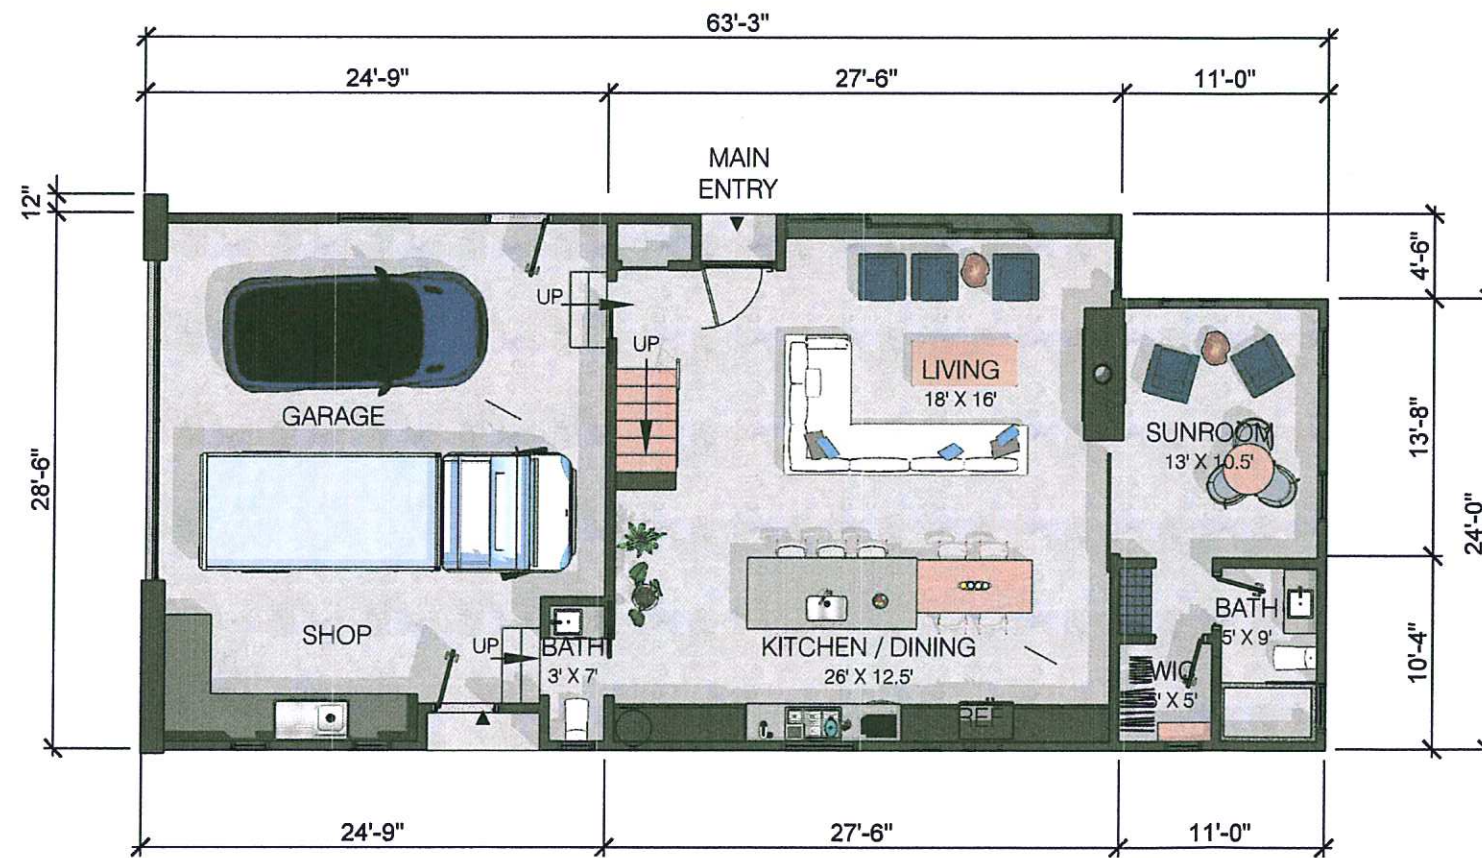 63'-3"
24'-9"
27'-6"
11'-0"
MAIN
ENTRY
12"
4'-6"
UP
UP
LIVING
18' X 16'
GARAGE
SUNROOM
13' X 10.5'
13'-8"
28'-6"
24'-0"
SHOP
UP
BATH
3' X 7'
KITCHEN / DINING
26' X 12.5'
BATH
5' X 9'
WIC
' X 5'
10'-4"
REF
24'-9"
27'-6"
11'-0"